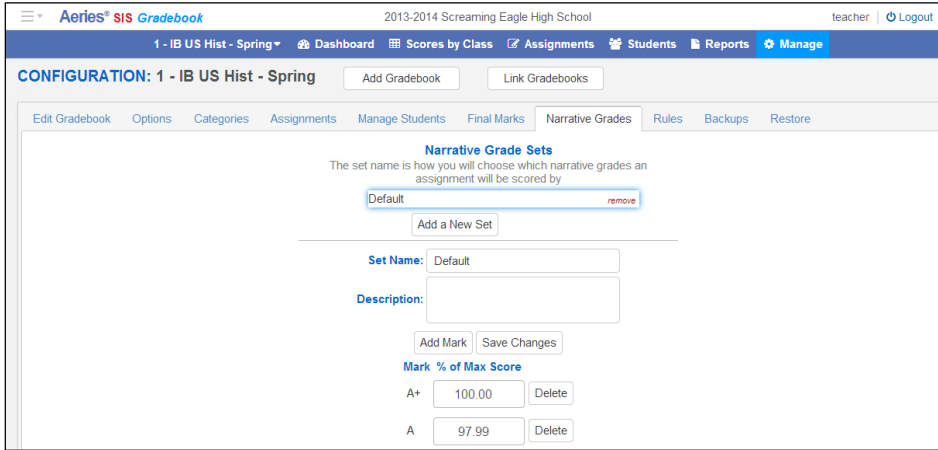 Aeries® SIS Gradebook 2013-2014 Screaming Eagle High School teacher Logout
1 - IB US Hist - Spring Dashboard Scores by Class Assignments Students Reports Manage
CONFIGURATION: 1 - IB US Hist - Spring Add Gradebook Link Gradebooks
Edit Gradebook Options Categories Assignments Manage Students Final Marks Narrative Grades Rules Backups Restore
Narrative Grade Sets
The set name is how you will choose which narrative grades an
assignment will be scored by
Default remove
Add a New Set
Set Name: Default
Description:
Add Mark Save Changes
Mark % of Max Score
A+ 100.00 Delete
A 97.99 Delete